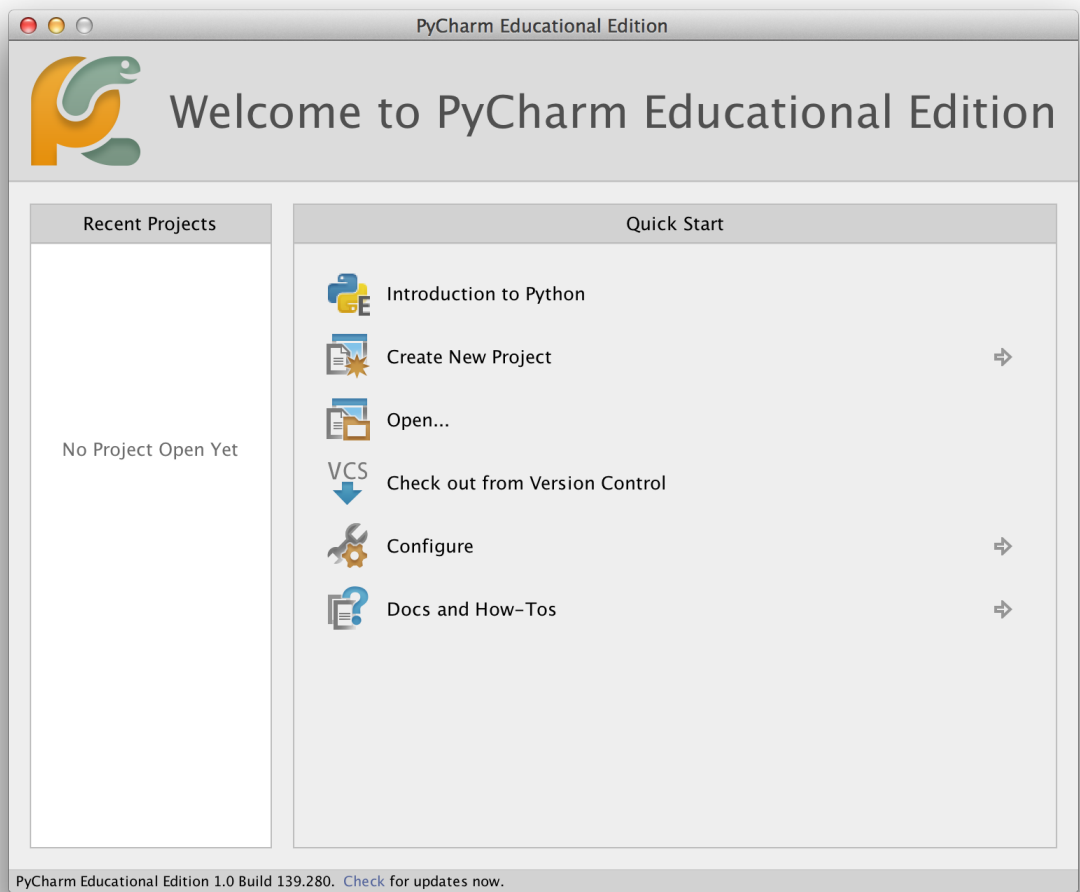 PyCharm Educational Edition
Welcome to PyCharm Educational Edition
Recent Projects
No Project Open Yet
Quick Start
E
Introduction to Python
Create New Project
Open...
VCS
Check out from Version Control
Configure
?
Docs and How-Tos
PyCharm Educational Edition 1.0 Build 139.280. Check for updates now.